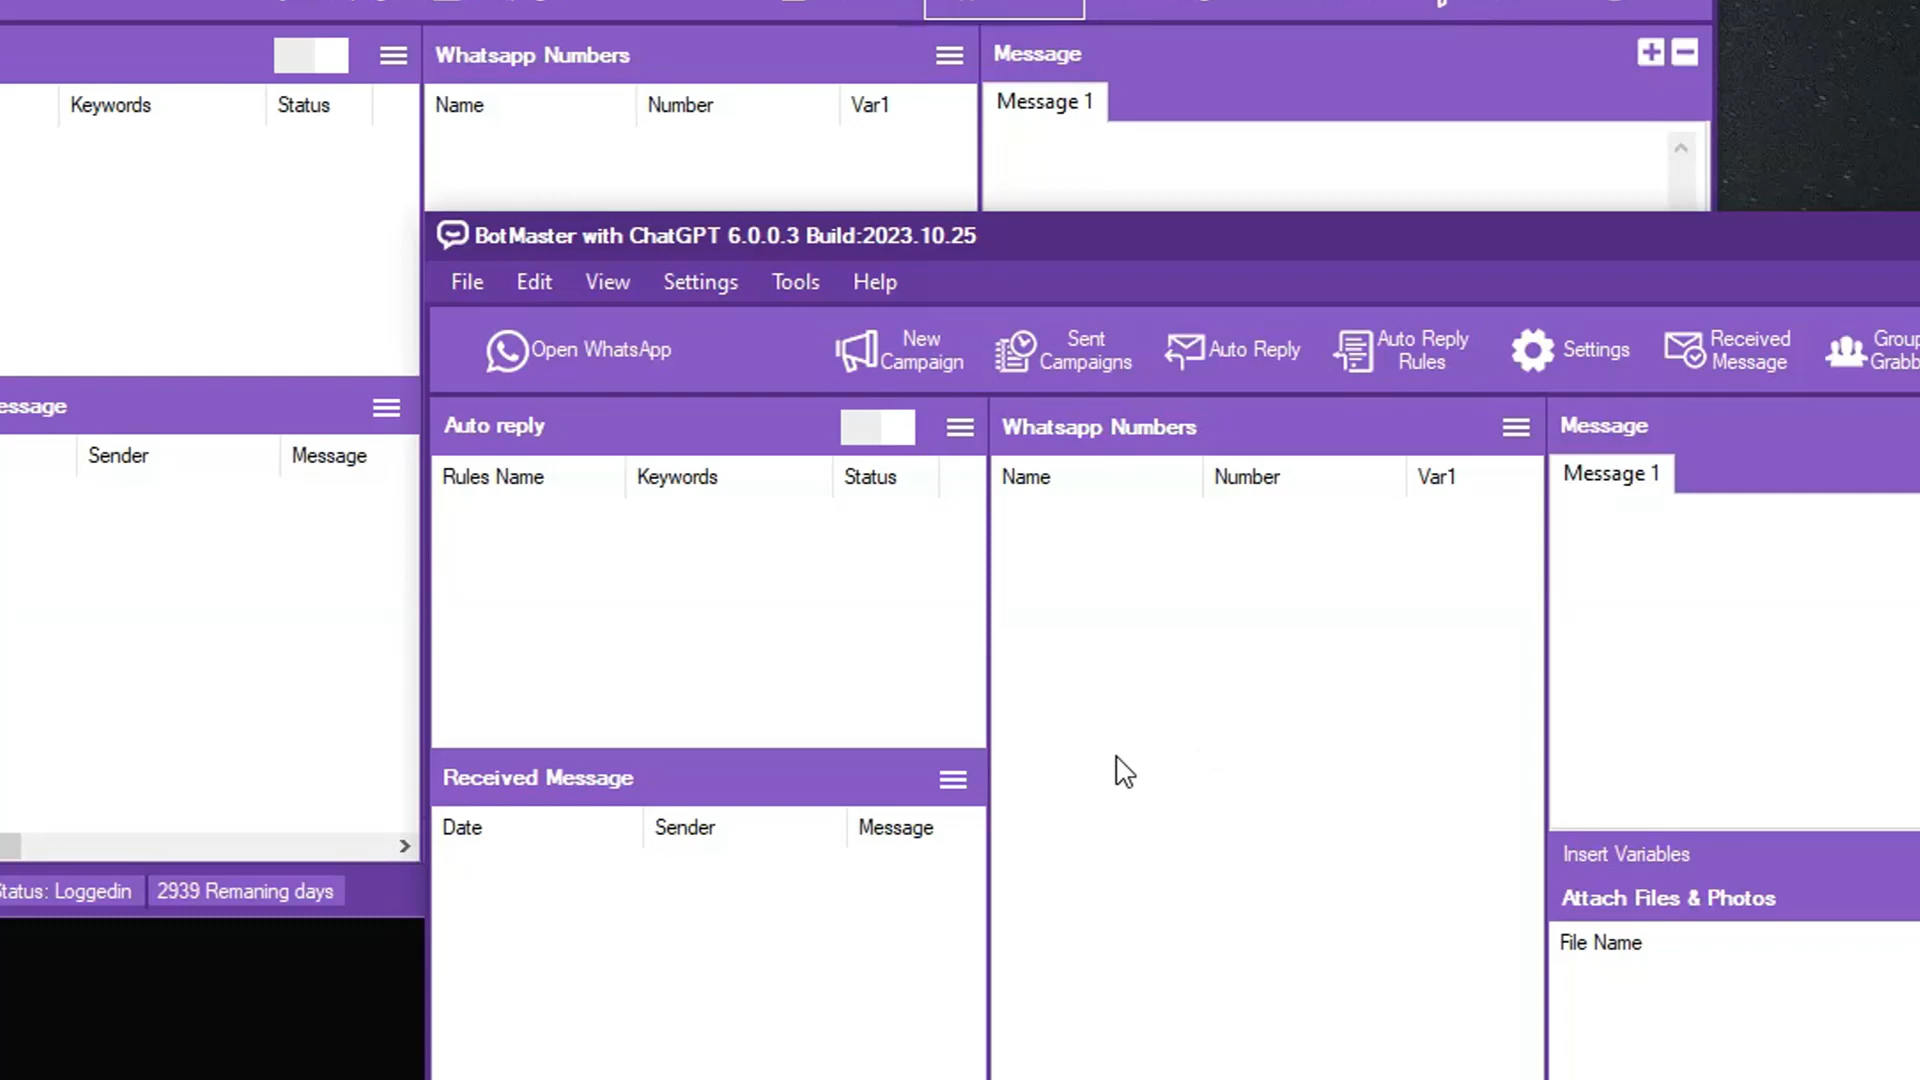 Whatsapp Numbers
Message
Keywords
Status
Name
Number
Var1
Message 1
BotMaster with ChatGPT 6.0.0.3 Build:2023.10.25
File
Edit
View
Settings
Tools
Help
Open WhatsApp
New
Campaign
Sent
Campaigns
Auto Reply
Auto Reply
Rules
Settings
Received
Message
Group
Grabb
essage
Auto reply
Whatsapp Numbers
Message
Sender
Message
Rules Name
Keywords
Status
Name
Number
Var1
Message 1
Received Message
Date
Sender
Message
Status: Loggedin
2939 Remaning days
Insert Variables
Attach Files & Photos
File Name